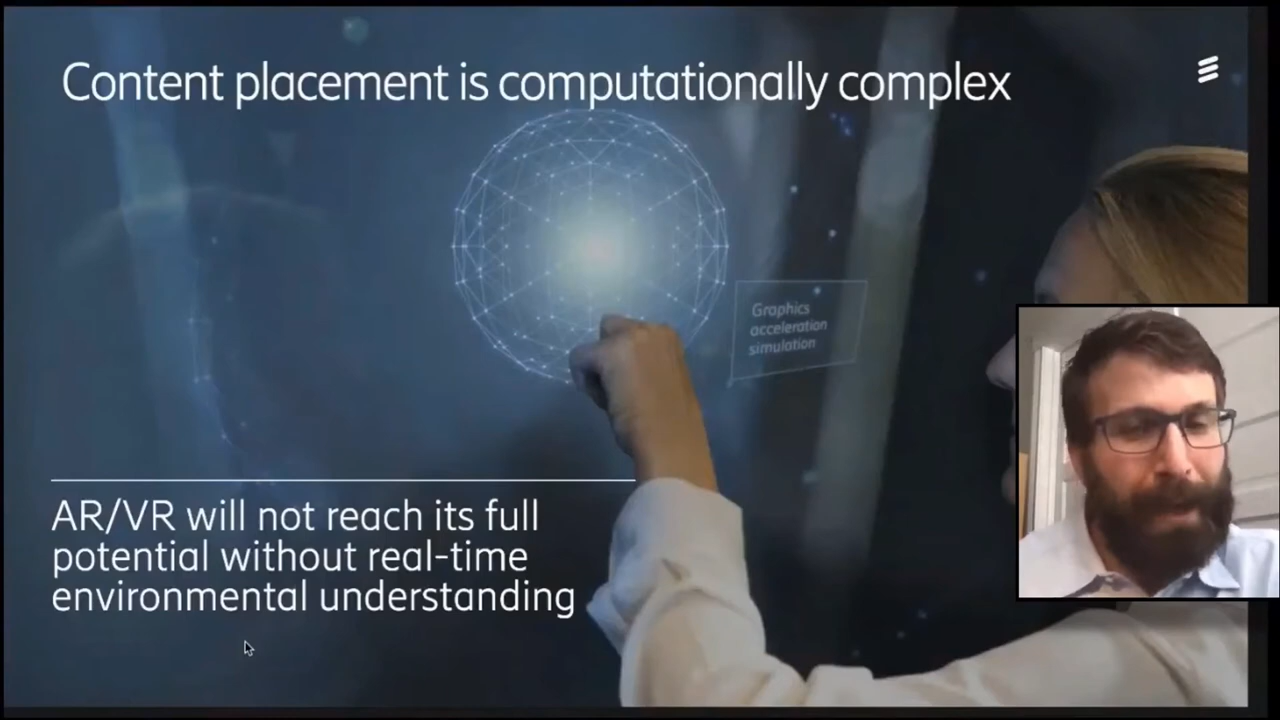 Content placement is computationally complex
Graphics
acceleration
simulation
AR/VR will not reach its full
potential without real-time
environmental understanding